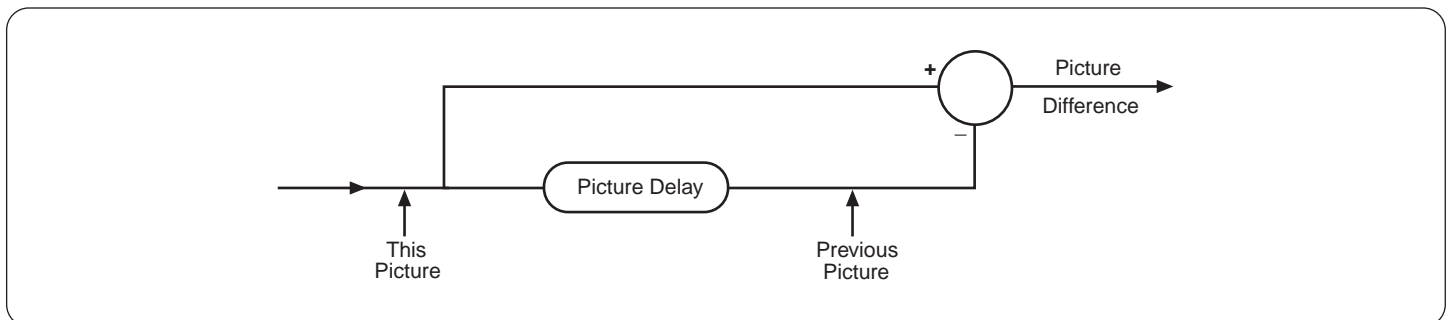 +
Picture
Difference
–
Picture Delay
This
Picture
Previous
Picture